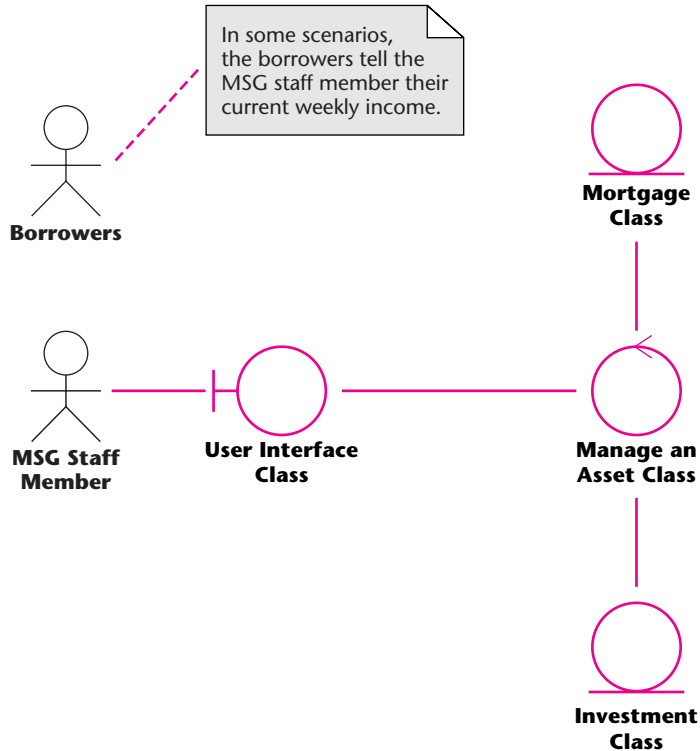 In some scenarios,
the borrowers tell the
MSG staff member their
current weekly income.
Borrowers
Mortgage
Class
MSG Staff
Member
User Interface
Class
Manage an
Asset Class
Investment
Class